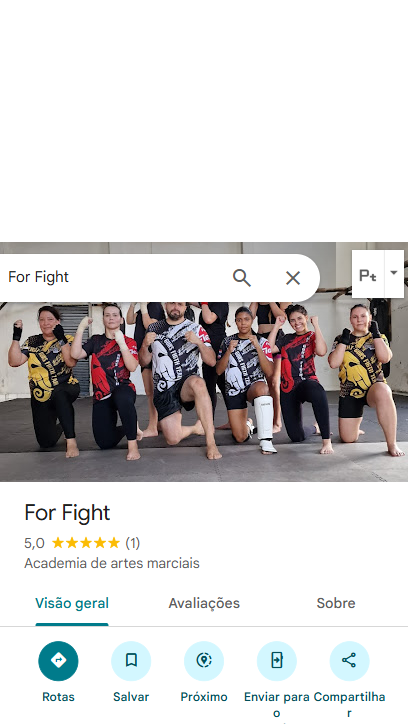 For Fight
For Fight
5,0 (1)
Academia de artes marciais
Visão geral Avaliações Sobre
Rotas Salvar Próximo Enviar para o Compartilhar